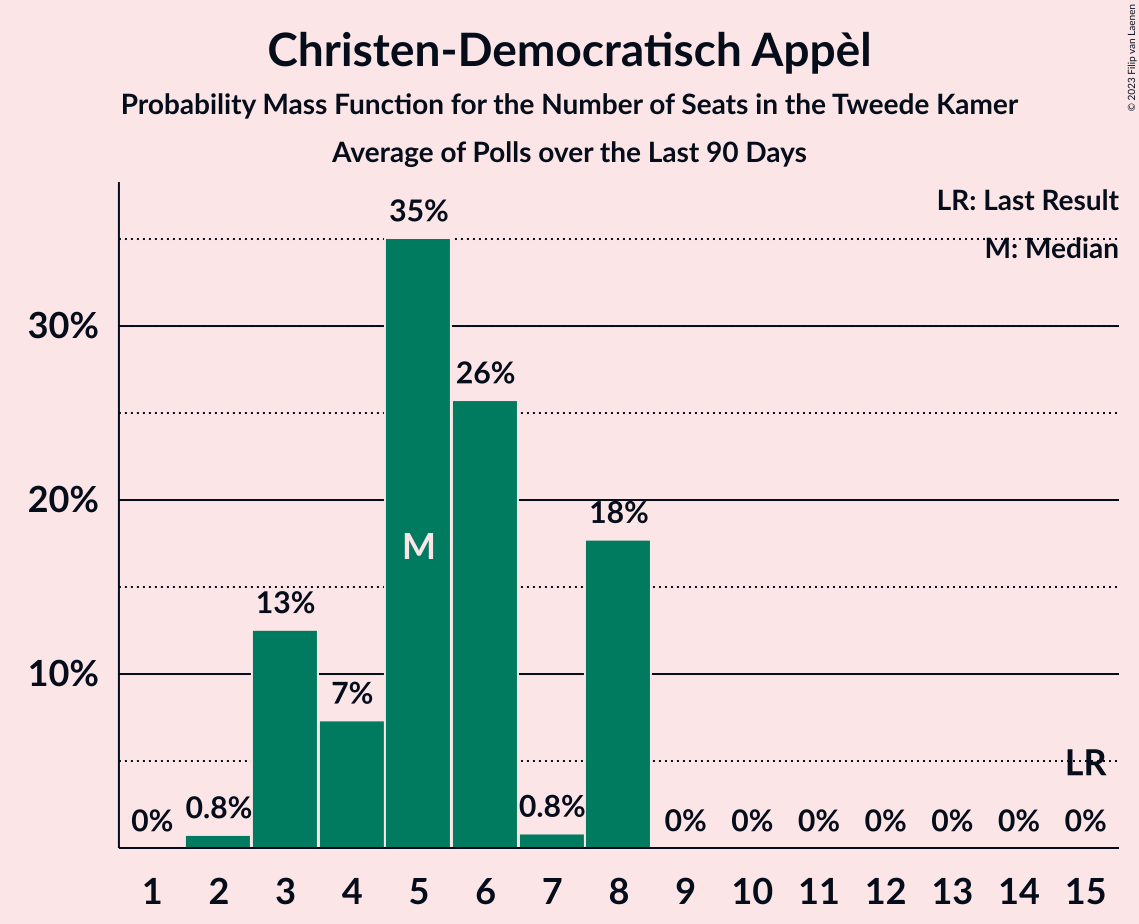 Christen-Democratisch Appèl
Probability Mass Function for the Number of Seats in the Tweede Kamer
Average of Polls over the Last 90 Days
© 2023 Filip van Laenen
LR: Last Result
M: Median
35%
30%
26%
20%
18%
M
13%
10%
7%
LR
0% 0.8% 0.8% 0% 0% 0% 0% 0% 0% 0%
1 2 3 4 5 6 7 8 9 10 11 12 13 14 15